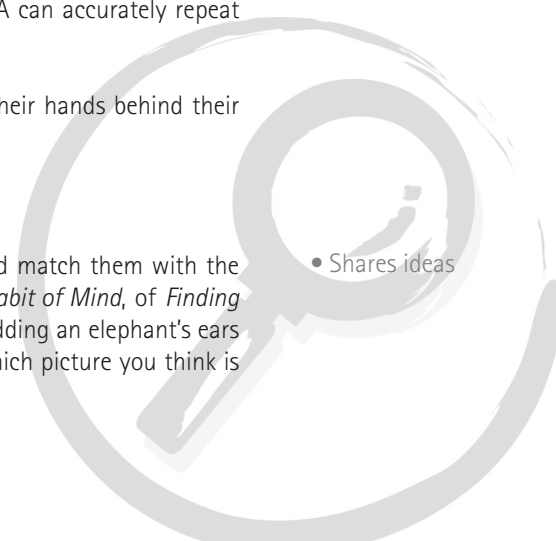 A can accurately repeat
heir hands behind their
d match them with the
• Shares ideas
abit of Mind, of Finding
dding an elephant's ears
hich picture you think is